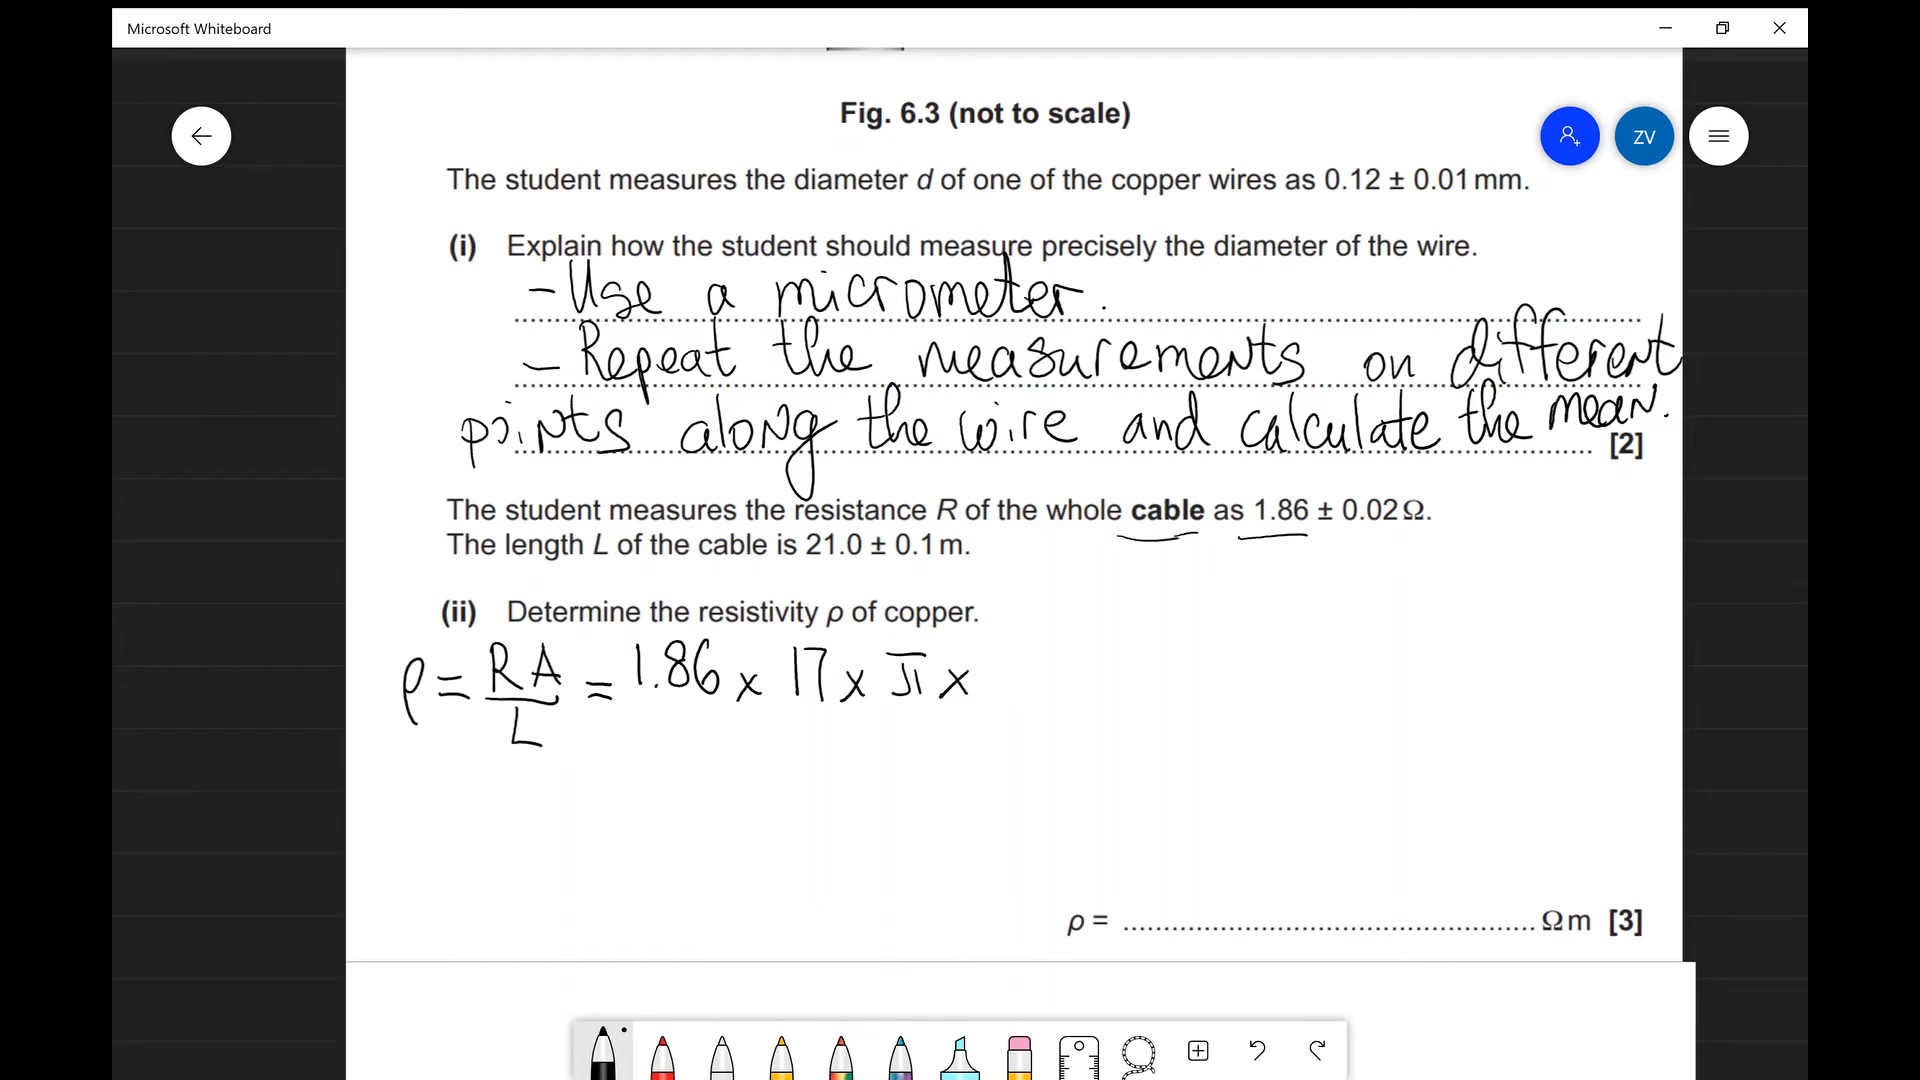 Microsoft Whiteboard
Fig. 6.3 (not to scale)
ZV
The student measures the diameter d of one of the copper wires as 0.12 ± 0.01 mm.
(i) Explain how the student should measure precisely the diameter of the wire.
- Use a micrometer.
- Repeat the measurements on different
points along the wire and calculate the mean.
[2]
The student measures the resistance R of the whole cable as 1.86 ± 0.02 Ω.
The length L of the cable is 21.0 ± 0.1 m.
(ii) Determine the resistivity ρ of copper.
ρ = RA/L = 1.86 x 17 x π x
ρ = ................................................... Ω m [3]